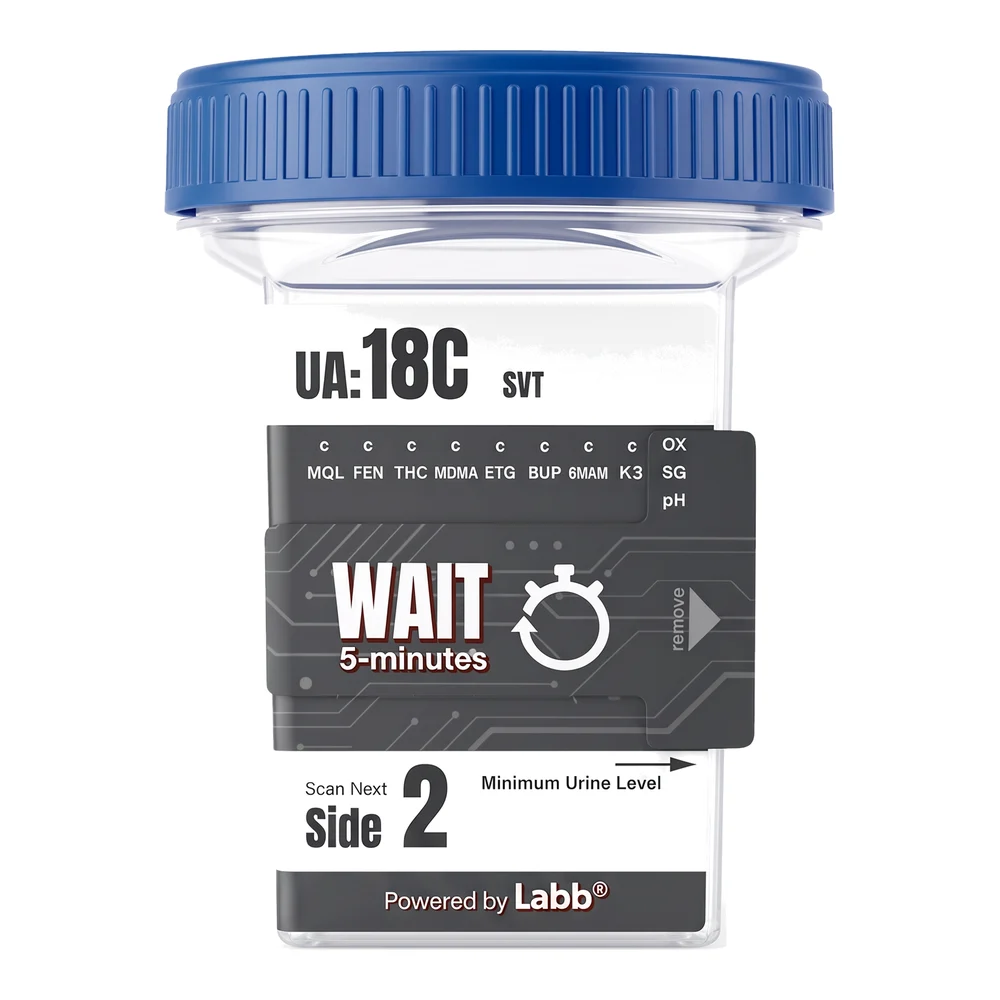 UA:18C SVT
c c c c c c c c OX
MQL FEN THC MDMA ETG BUP 6MAM K3 SG
pH
WAIT
5-minutes
remove
Minimum Urine Level
Scan Next
Side 2
Powered by Labb®